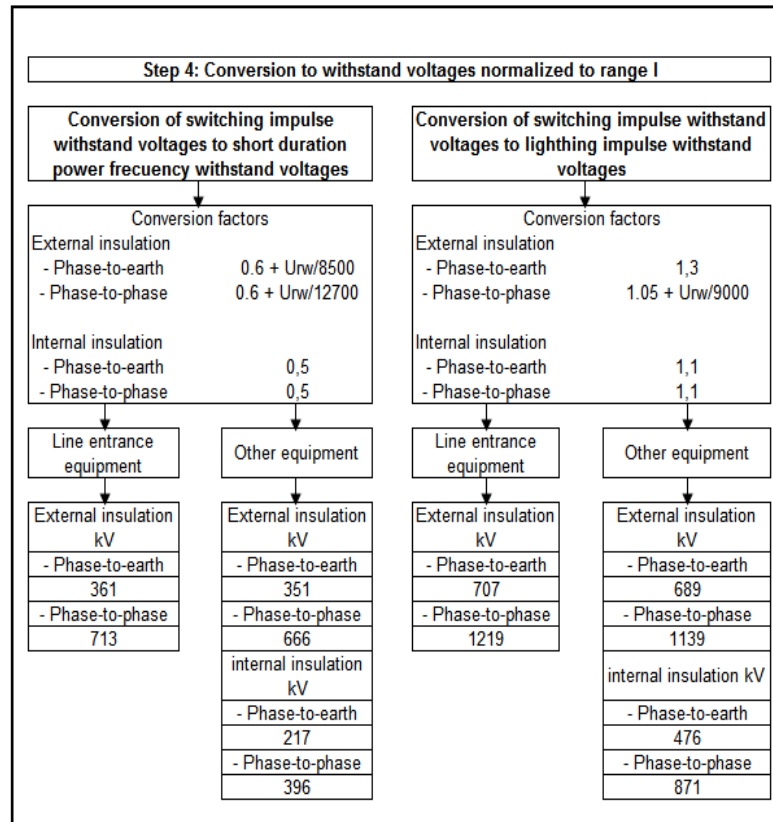 Step 4: Conversion to withstand voltages normalized to range I
Conversion of switching impulse
withstand voltages to short duration
power frecuency withstand voltages
Conversion factors
External insulation
- Phase-to-earth 0.6 + Urw/8500
- Phase-to-phase 0.6 + Urw/12700
Internal insulation
- Phase-to-earth 0,5
- Phase-to-phase 0,5
Line entrance
equipment
External insulation
kV
- Phase-to-earth
361
- Phase-to-phase
713
Other equipment
External insulation
kV
- Phase-to-earth
351
- Phase-to-phase
666
internal insulation
kV
- Phase-to-earth
217
- Phase-to-phase
396
Conversion of switching impulse withstand
voltages to lighthing impulse withstand
voltages
Conversion factors
External insulation
- Phase-to-earth 1,3
- Phase-to-phase 1.05 + Urw/9000
Internal insulation
- Phase-to-earth 1,1
- Phase-to-phase 1,1
Line entrance
equipment
External insulation
kV
- Phase-to-earth
707
- Phase-to-phase
1219
Other equipment
External insulation
kV
- Phase-to-earth
689
- Phase-to-phase
1139
internal insulation kV
- Phase-to-earth
476
- Phase-to-phase
871